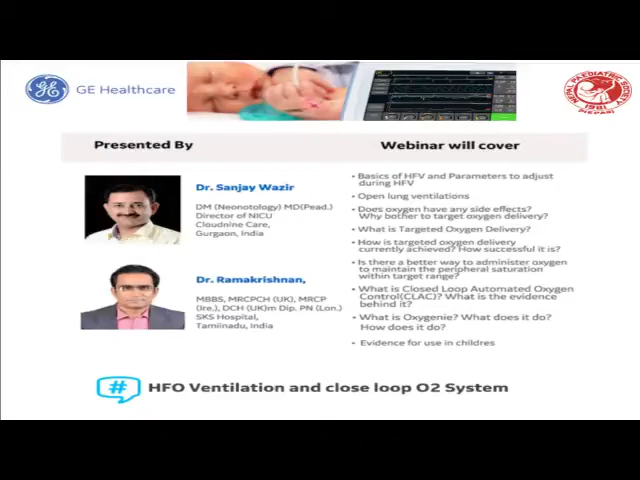 GE Healthcare
NEPAL PAEDIATRIC SOCIETY
1981
(NEPAS)
Presented By
Webinar will cover
Dr. Sanjay Wazir
DM (Neonotology) MD(Pead.)
Director of NICU
Cloudnine Care,
Gurgaon, India
Dr. Ramakrishnan,
MBBS, MRCPCH (UK), MRCP
(Ire.), DCH (UK)m Dip. PN (Lon.)
SKS Hospital,
Tamilnadu, India
• Basics of HFV and Parameters to adjust
during HFV
• Open lung ventilations
• Does oxygen have any side effects?
Why bother to target oxygen delivery?
• What is Targeted Oxygen Delivery?
• How is targeted oxygen delivery
currently achieved? How successful it is?
• Is there a better way to administer oxygen
to maintain the peripheral saturation
within target range?
• What is Closed Loop Automated Oxygen
Control(CLAC)? What is the evidence
behind it?
• What is Oxygenie? What does it do?
How does it do?
• Evidence for use in childres
# HFO Ventilation and close loop O2 System